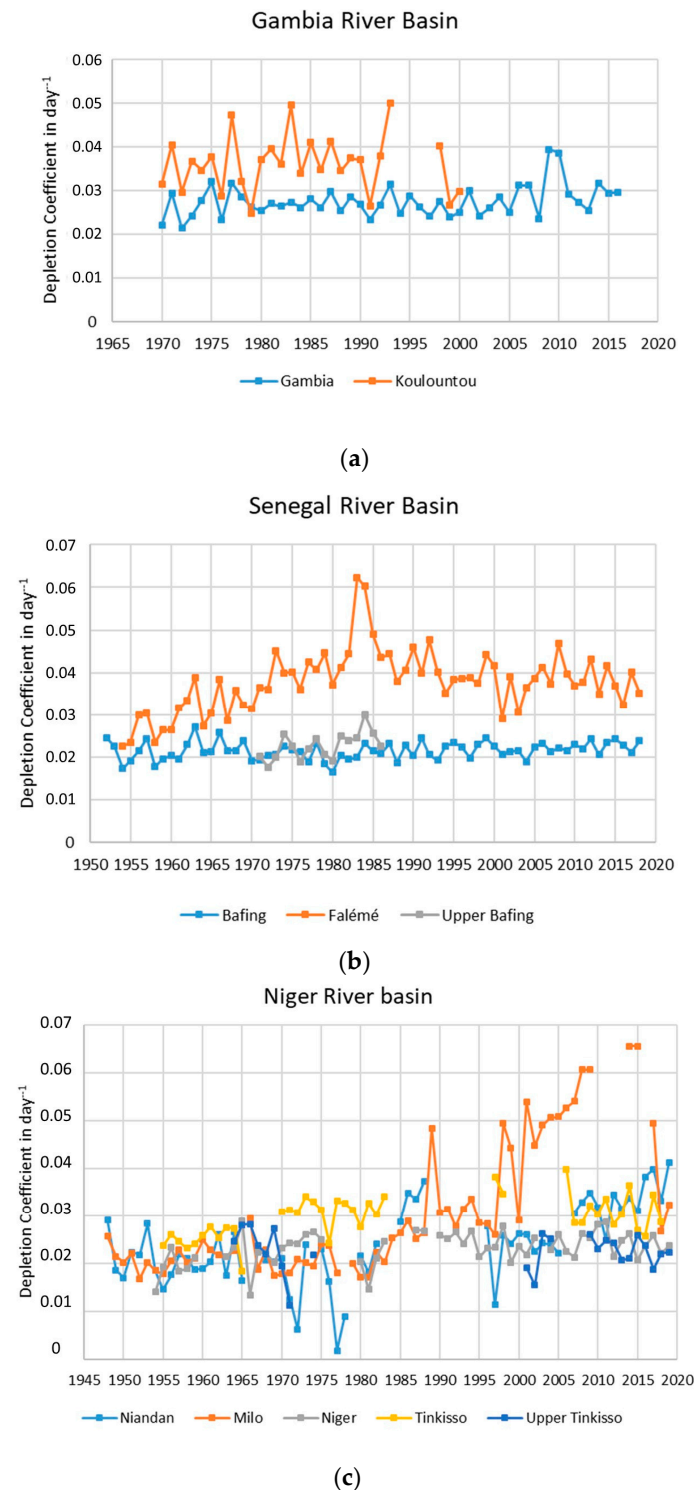 Gambia River Basin
Depletion Coefficient in day⁻⁻¹
0.06
0.05
0.04
0.03
0.02
0.01
0
1965 1970 1975 1980 1985 1990 1995 2000 2005 2010 2015 2020
Gambia Koulountou
(a)
Senegal River Basin
Depletion Coefficient in day⁻⁻¹
0.07
0.06
0.05
0.04
0.03
0.02
0.01
0
1950 1955 1960 1965 1970 1975 1980 1985 1990 1995 2000 2005 2010 2015 2020
Bafing Falémé Upper Bafing
(b)
Niger River basin
Depletion Coefficient in day⁻⁻¹
0.07
0.06
0.05
0.04
0.03
0.02
0.01
0
1945 1950 1955 1960 1965 1970 1975 1980 1983 1985 1990 1995 2000 2005 2010 2015 2020
Niandan Milo Niger Tinkisso Upper Tinkisso
(c)